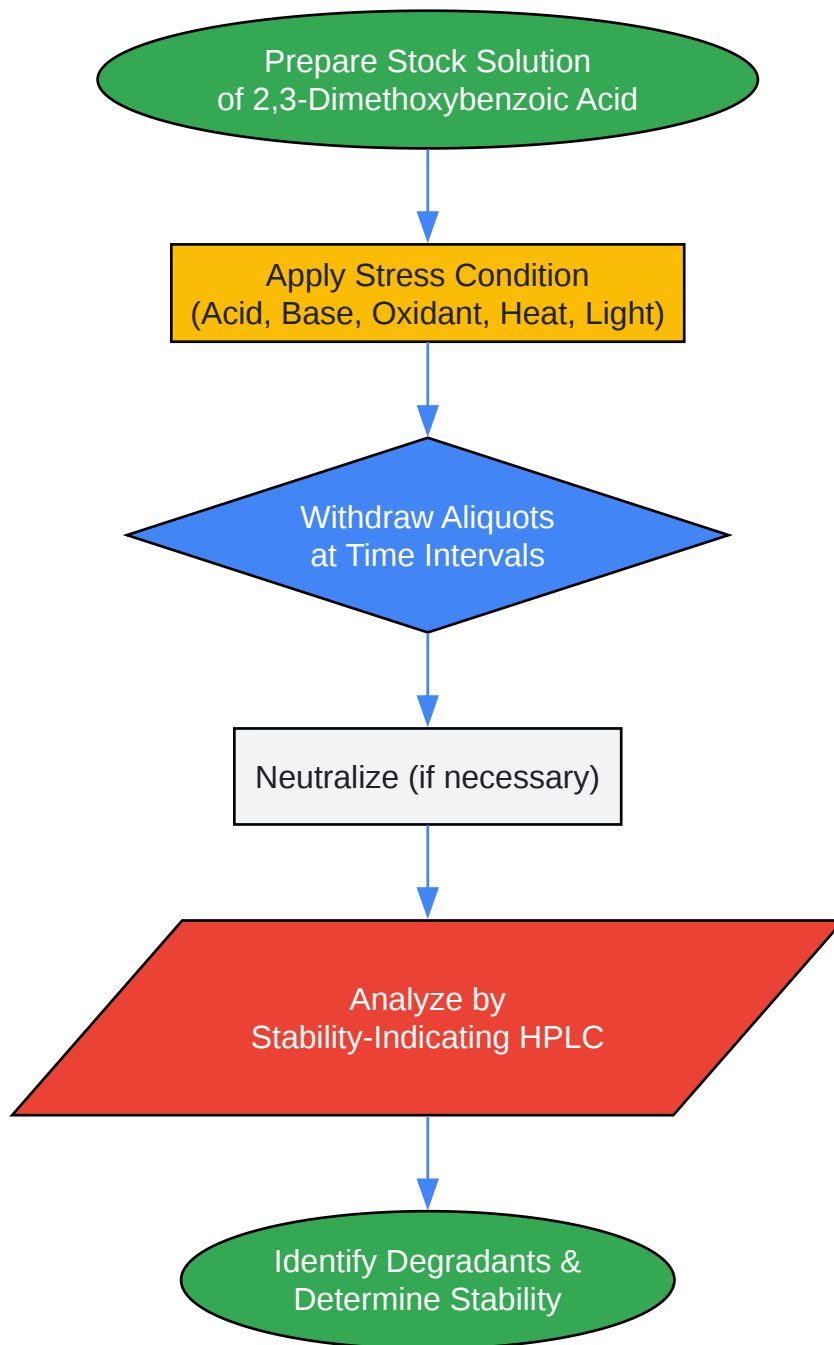 Prepare Stock Solution
of 2,3-Dimethoxybenzoic Acid
Apply Stress Condition
(Acid, Base, Oxidant, Heat, Light)
Withdraw Aliquots
at Time Intervals
Neutralize (if necessary)
Analyze by
Stability-Indicating HPLC
Identify Degradants &
Determine Stability